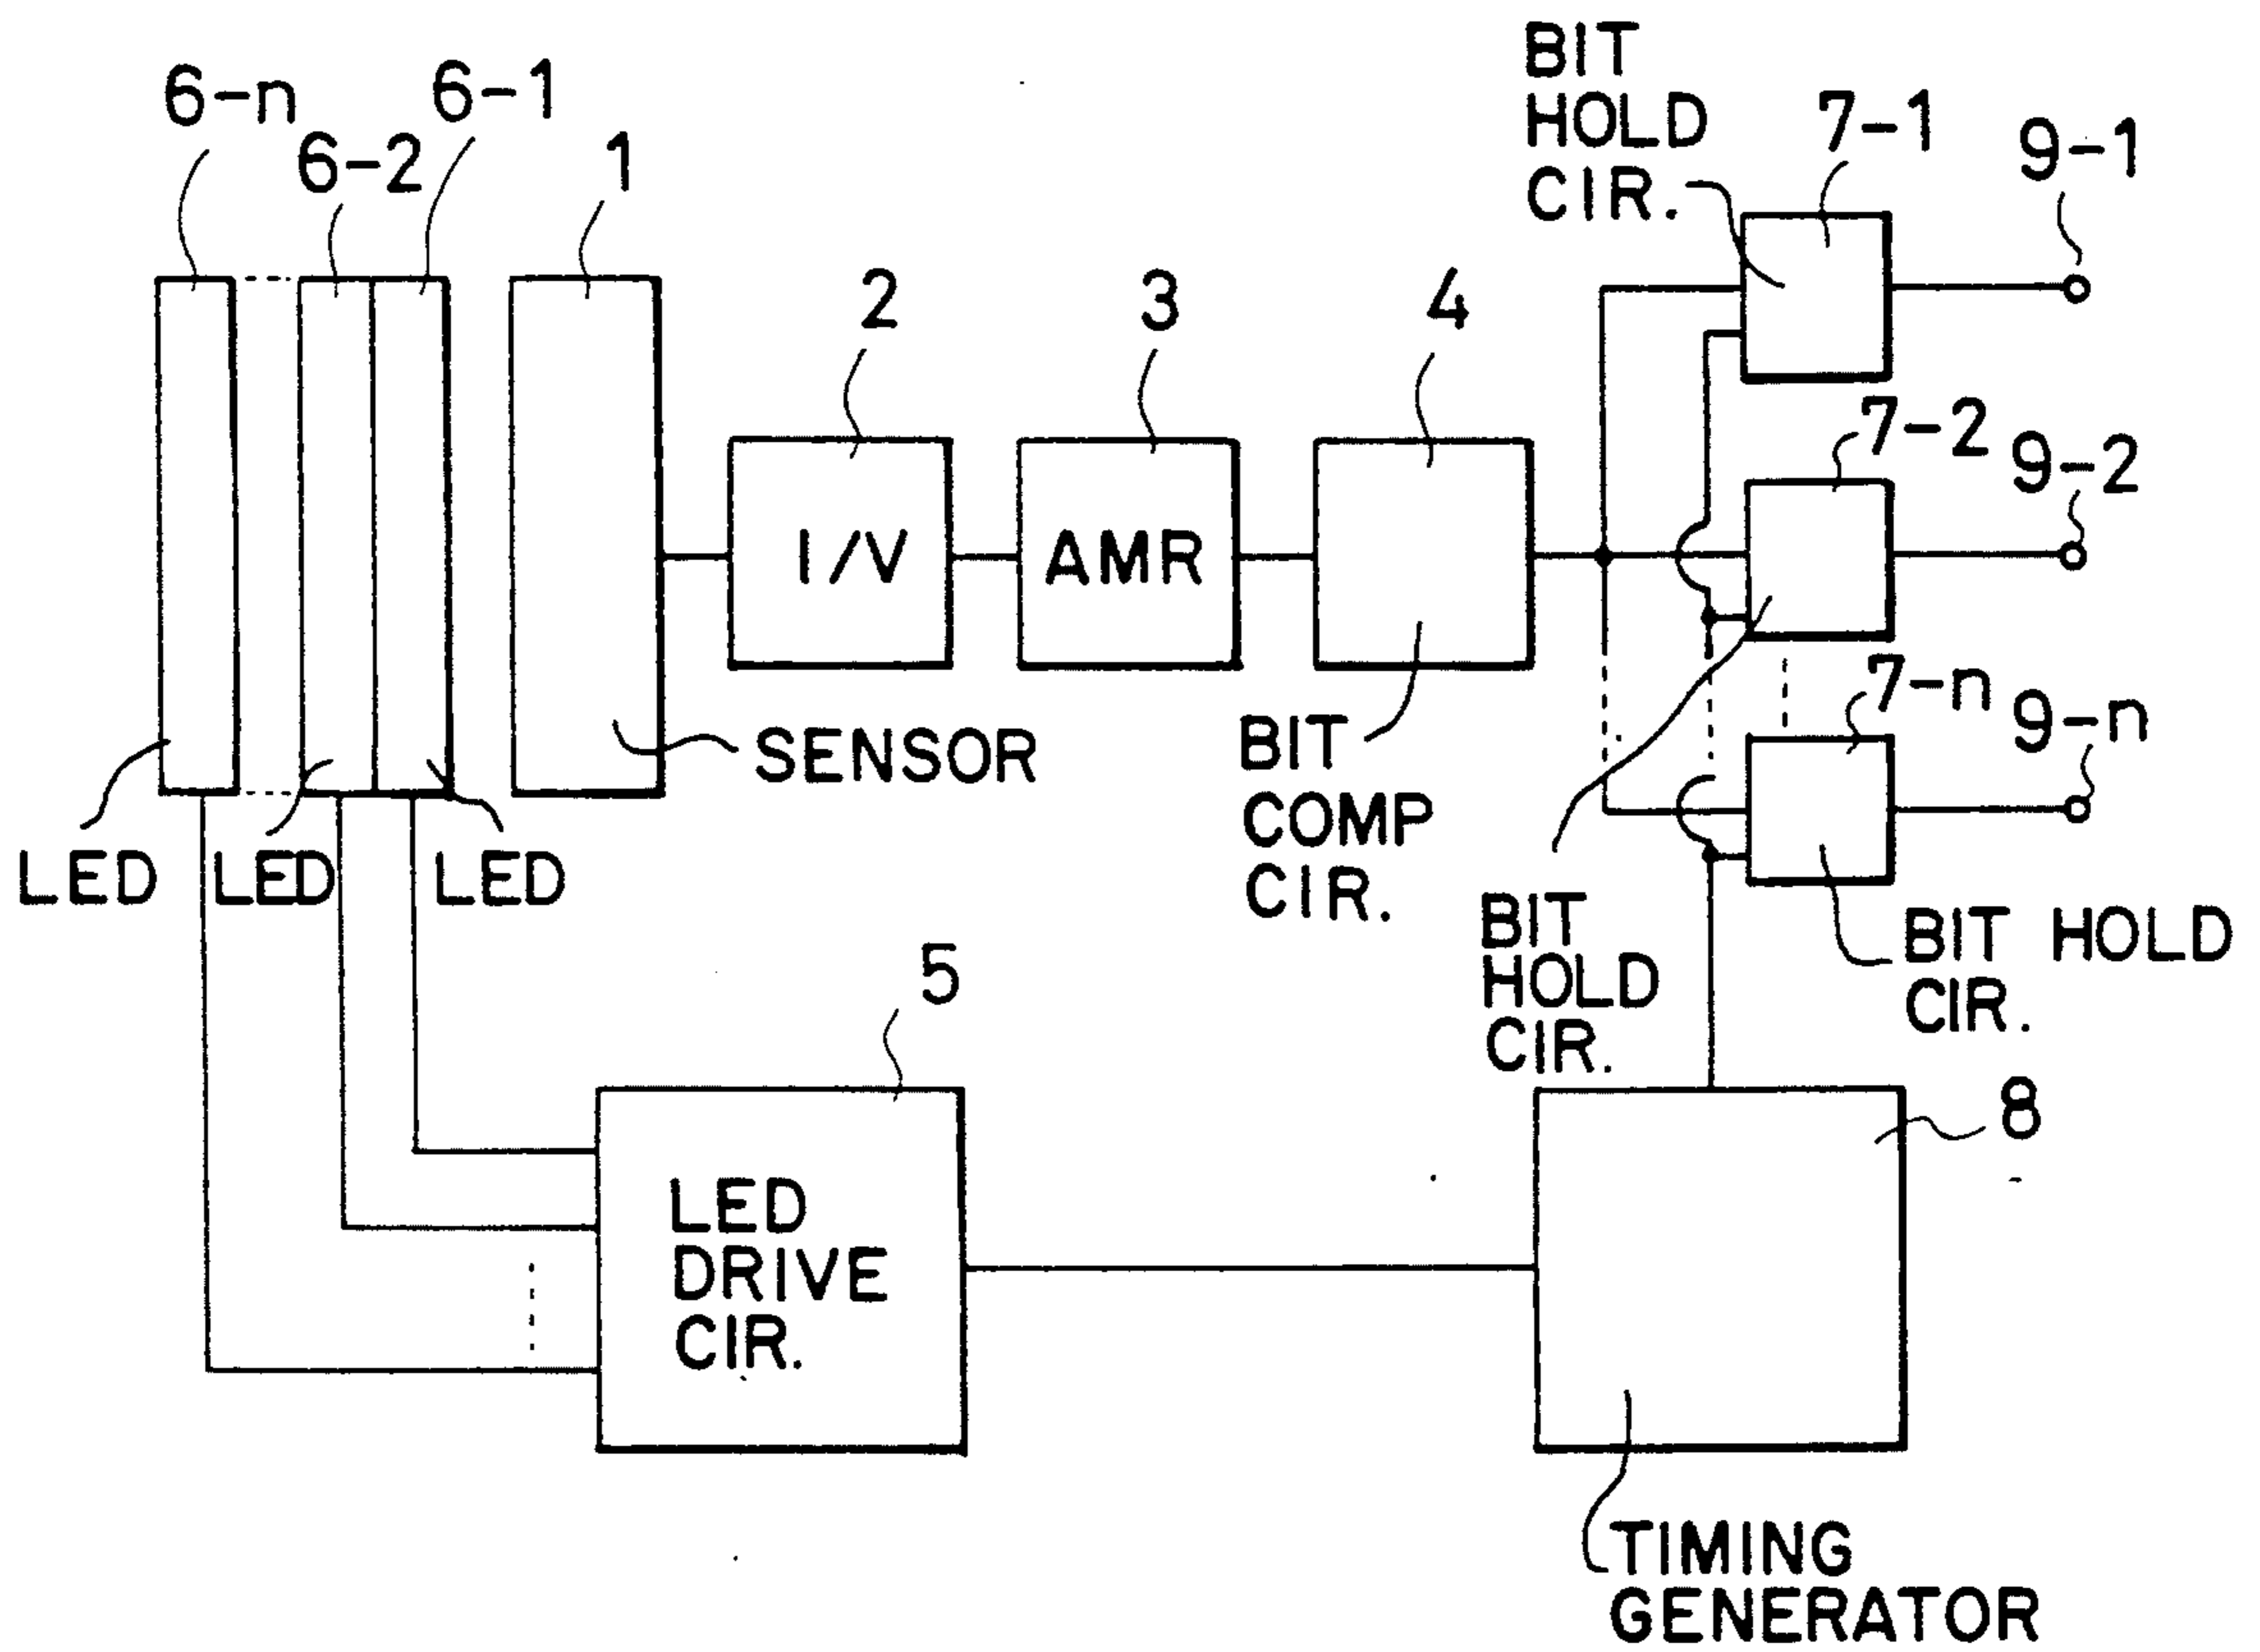 6-n
6-2
6-1
1
2
3
4
BIT
HOLD
CIR.
7-1
9-1
7-2
9-2
7-n
9-n
I/V
AMR
SENSOR
BIT
COMP
CIR.
LED
LED
LED
BIT
HOLD
CIR.
BIT HOLD
CIR.
5
LED
DRIVE
CIR.
8
TIMING
GENERATOR